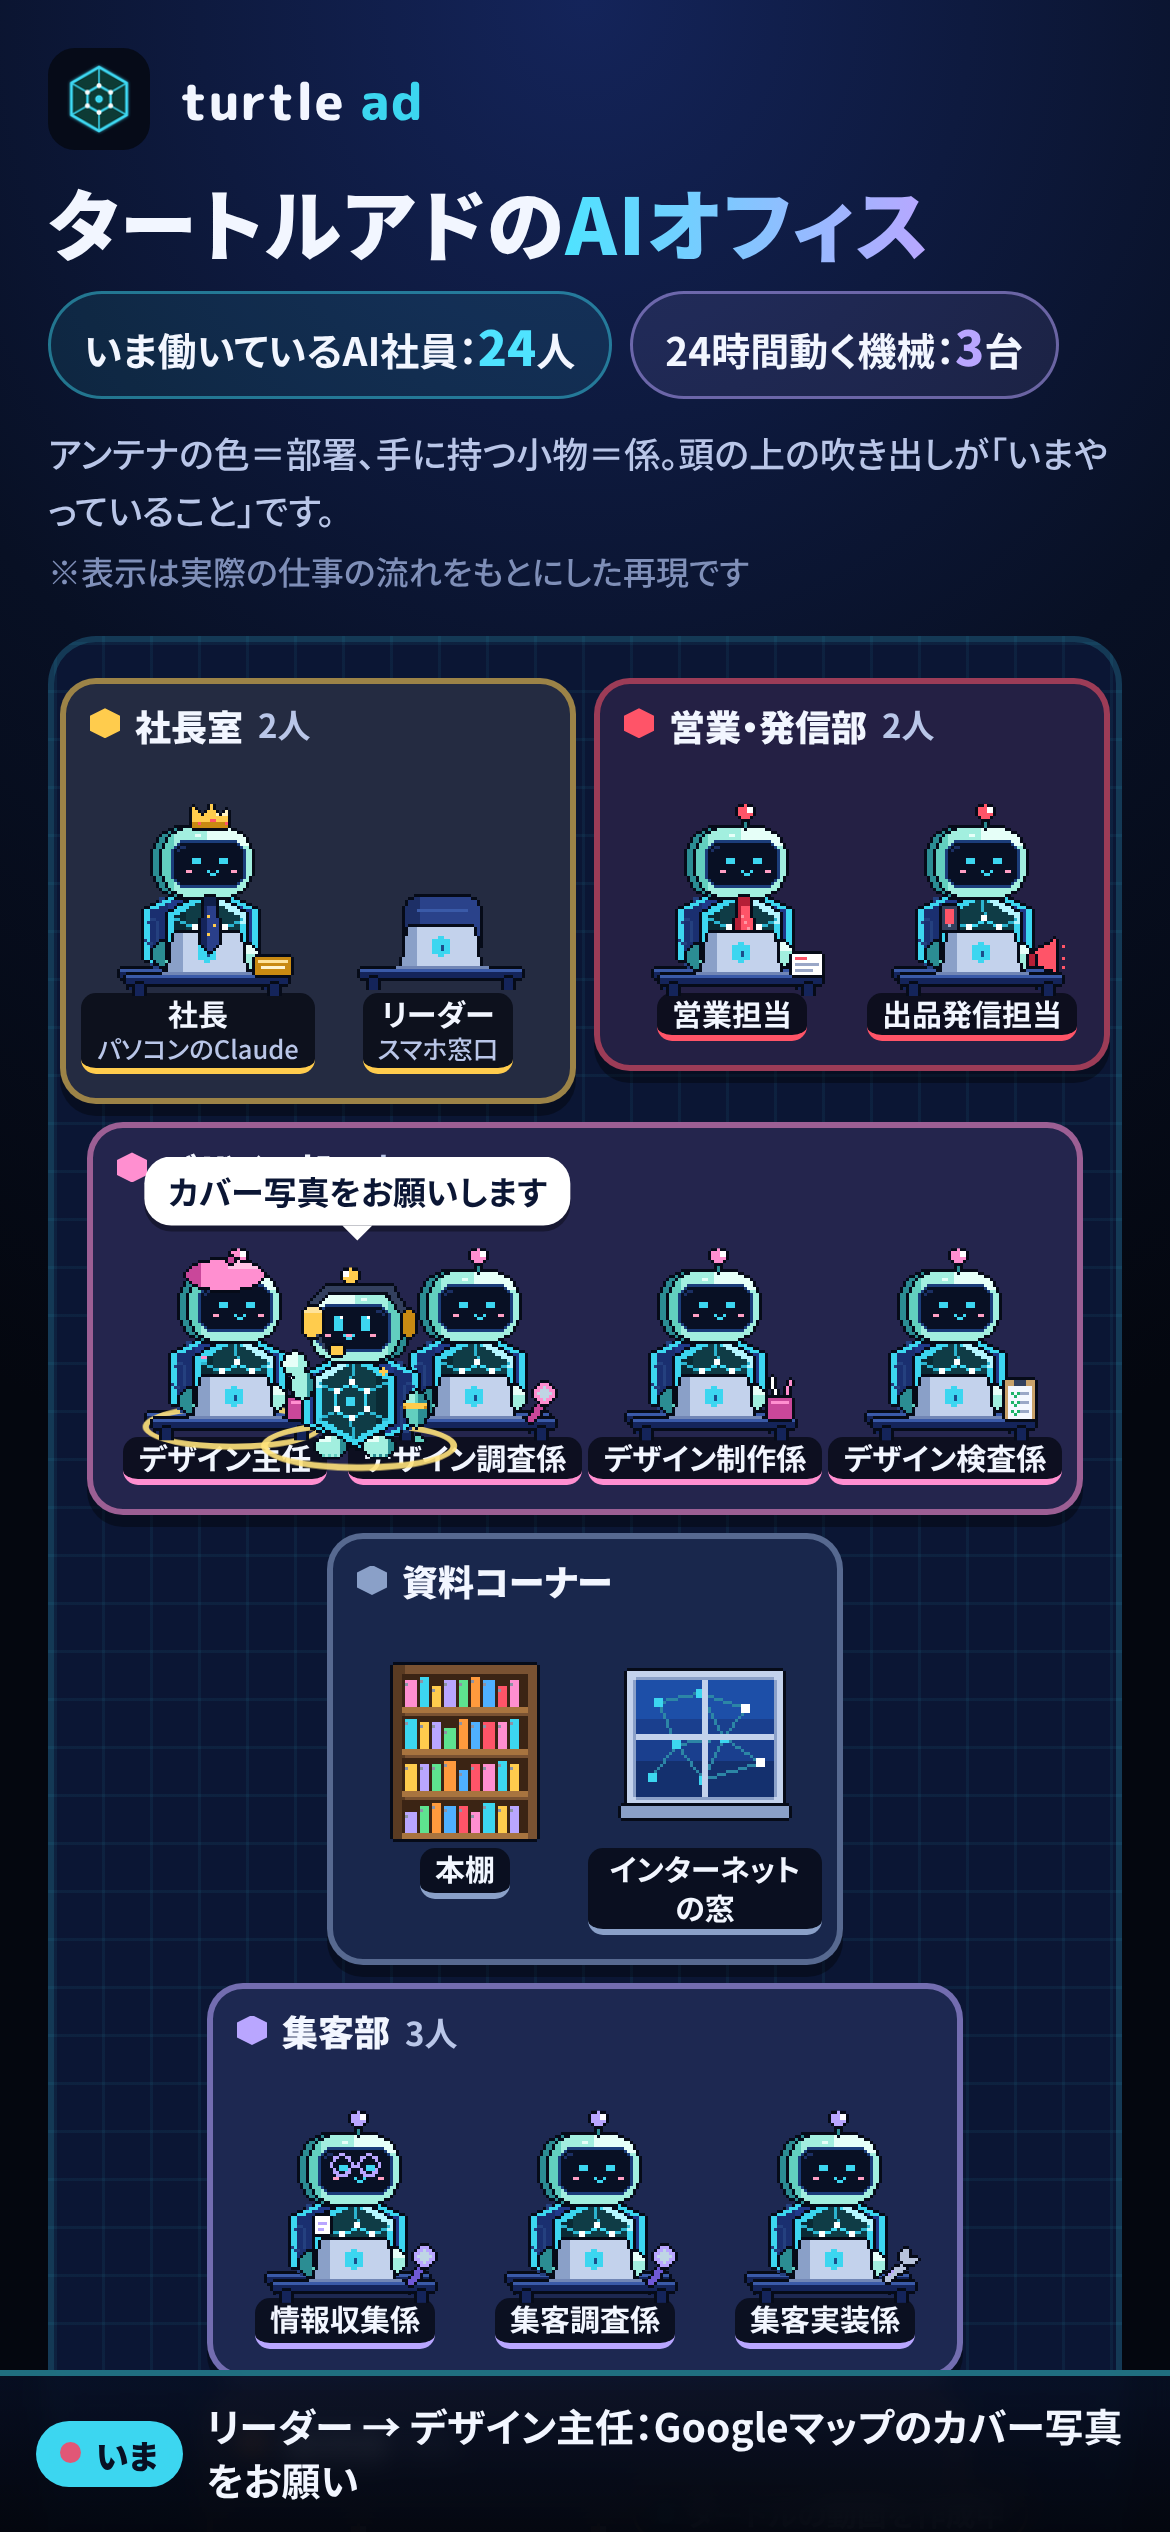 turtle ad
タートルアドのAIオフィス
いま働いているAI社員：24人
24時間動く機械：3台
アンテナの色＝部署、手に持つ小物＝係。頭の上の吹き出しが「いまや
っていること」です。
※表示は実際の仕事の流れをもとにした再現です
社長室 2人
営業・発信部 2人
社長
パソコンのClaude
リーダー
スマホ窓口
営業担当
出品発信担当
カバー写真をお願いします
デザイン主任
デザイン調査係
デザイン制作係
デザイン検査係
資料コーナー
本棚
インターネット
の窓
集客部 3人
情報収集係
集客調査係
集客実装係
いま
リーダー → デザイン主任：Googleマップのカバー写真
をお願い